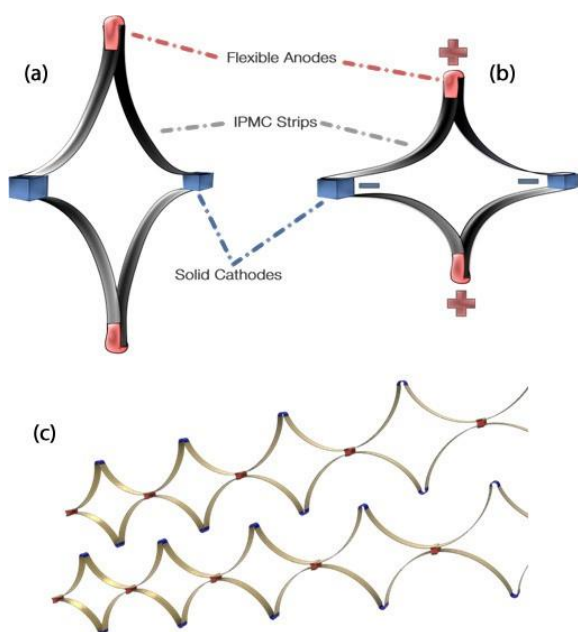 (a)
Flexible Anodes
(b)
IPMC Strips
Solid Cathodes
(c)